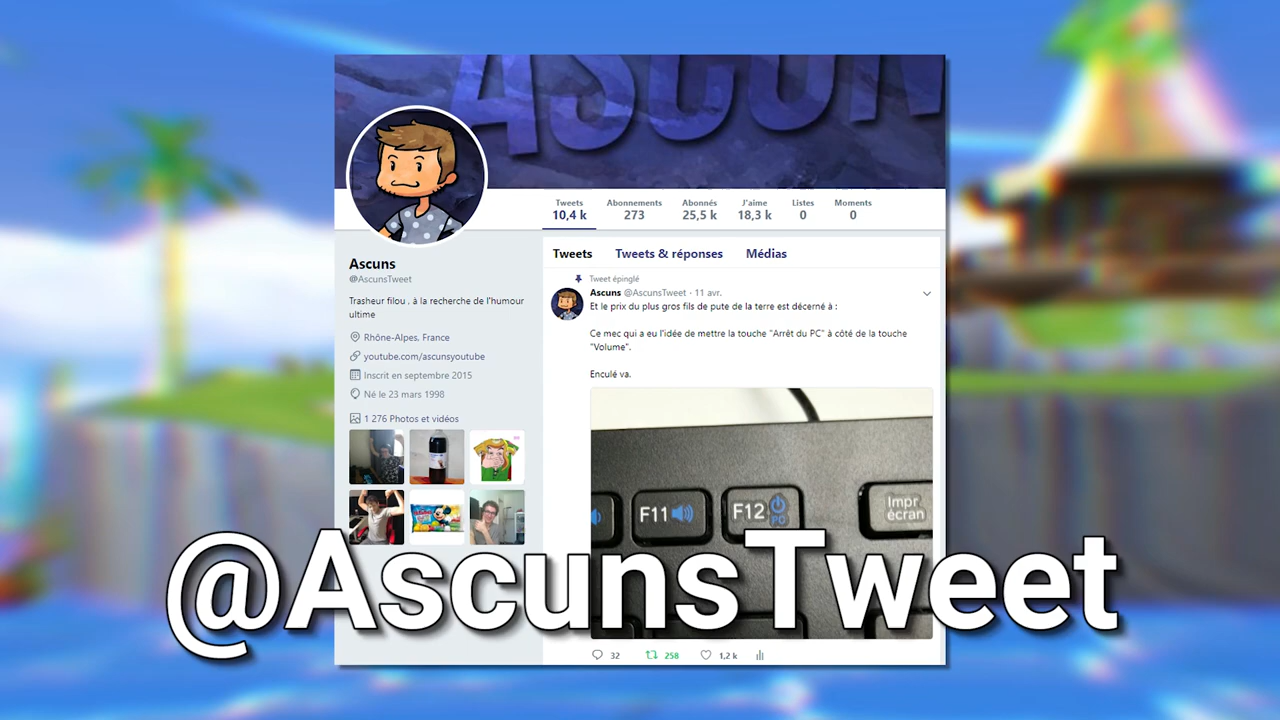 ASCUN
Tweets Abonnements Abonnés J'aime Listes Moments
10,4 k 273 25,5 k 18,3 k 0 0
Ascuns
@AscunsTweet
Trasheur filou , à la recherche de l'humour
ultime
Rhône-Alpes, France
youtube.com/ascunsyoutube
Inscrit en septembre 2015
Né le 23 mars 1998
1 276 Photos et vidéos
Tweets Tweets & réponses Médias
Tweet épinglé
Ascuns @AscunsTweet · 11 avr.
Et le prix du plus gros fils de pute de la terre est décerné à :
Ce mec qui a eu l'idée de mettre la touche "Arrêt du PC" à côté de la touche
"Volume".
Enculé va.
F11 F12 PC Impr
écran
@AscunsTweet
32 258 1,2 k